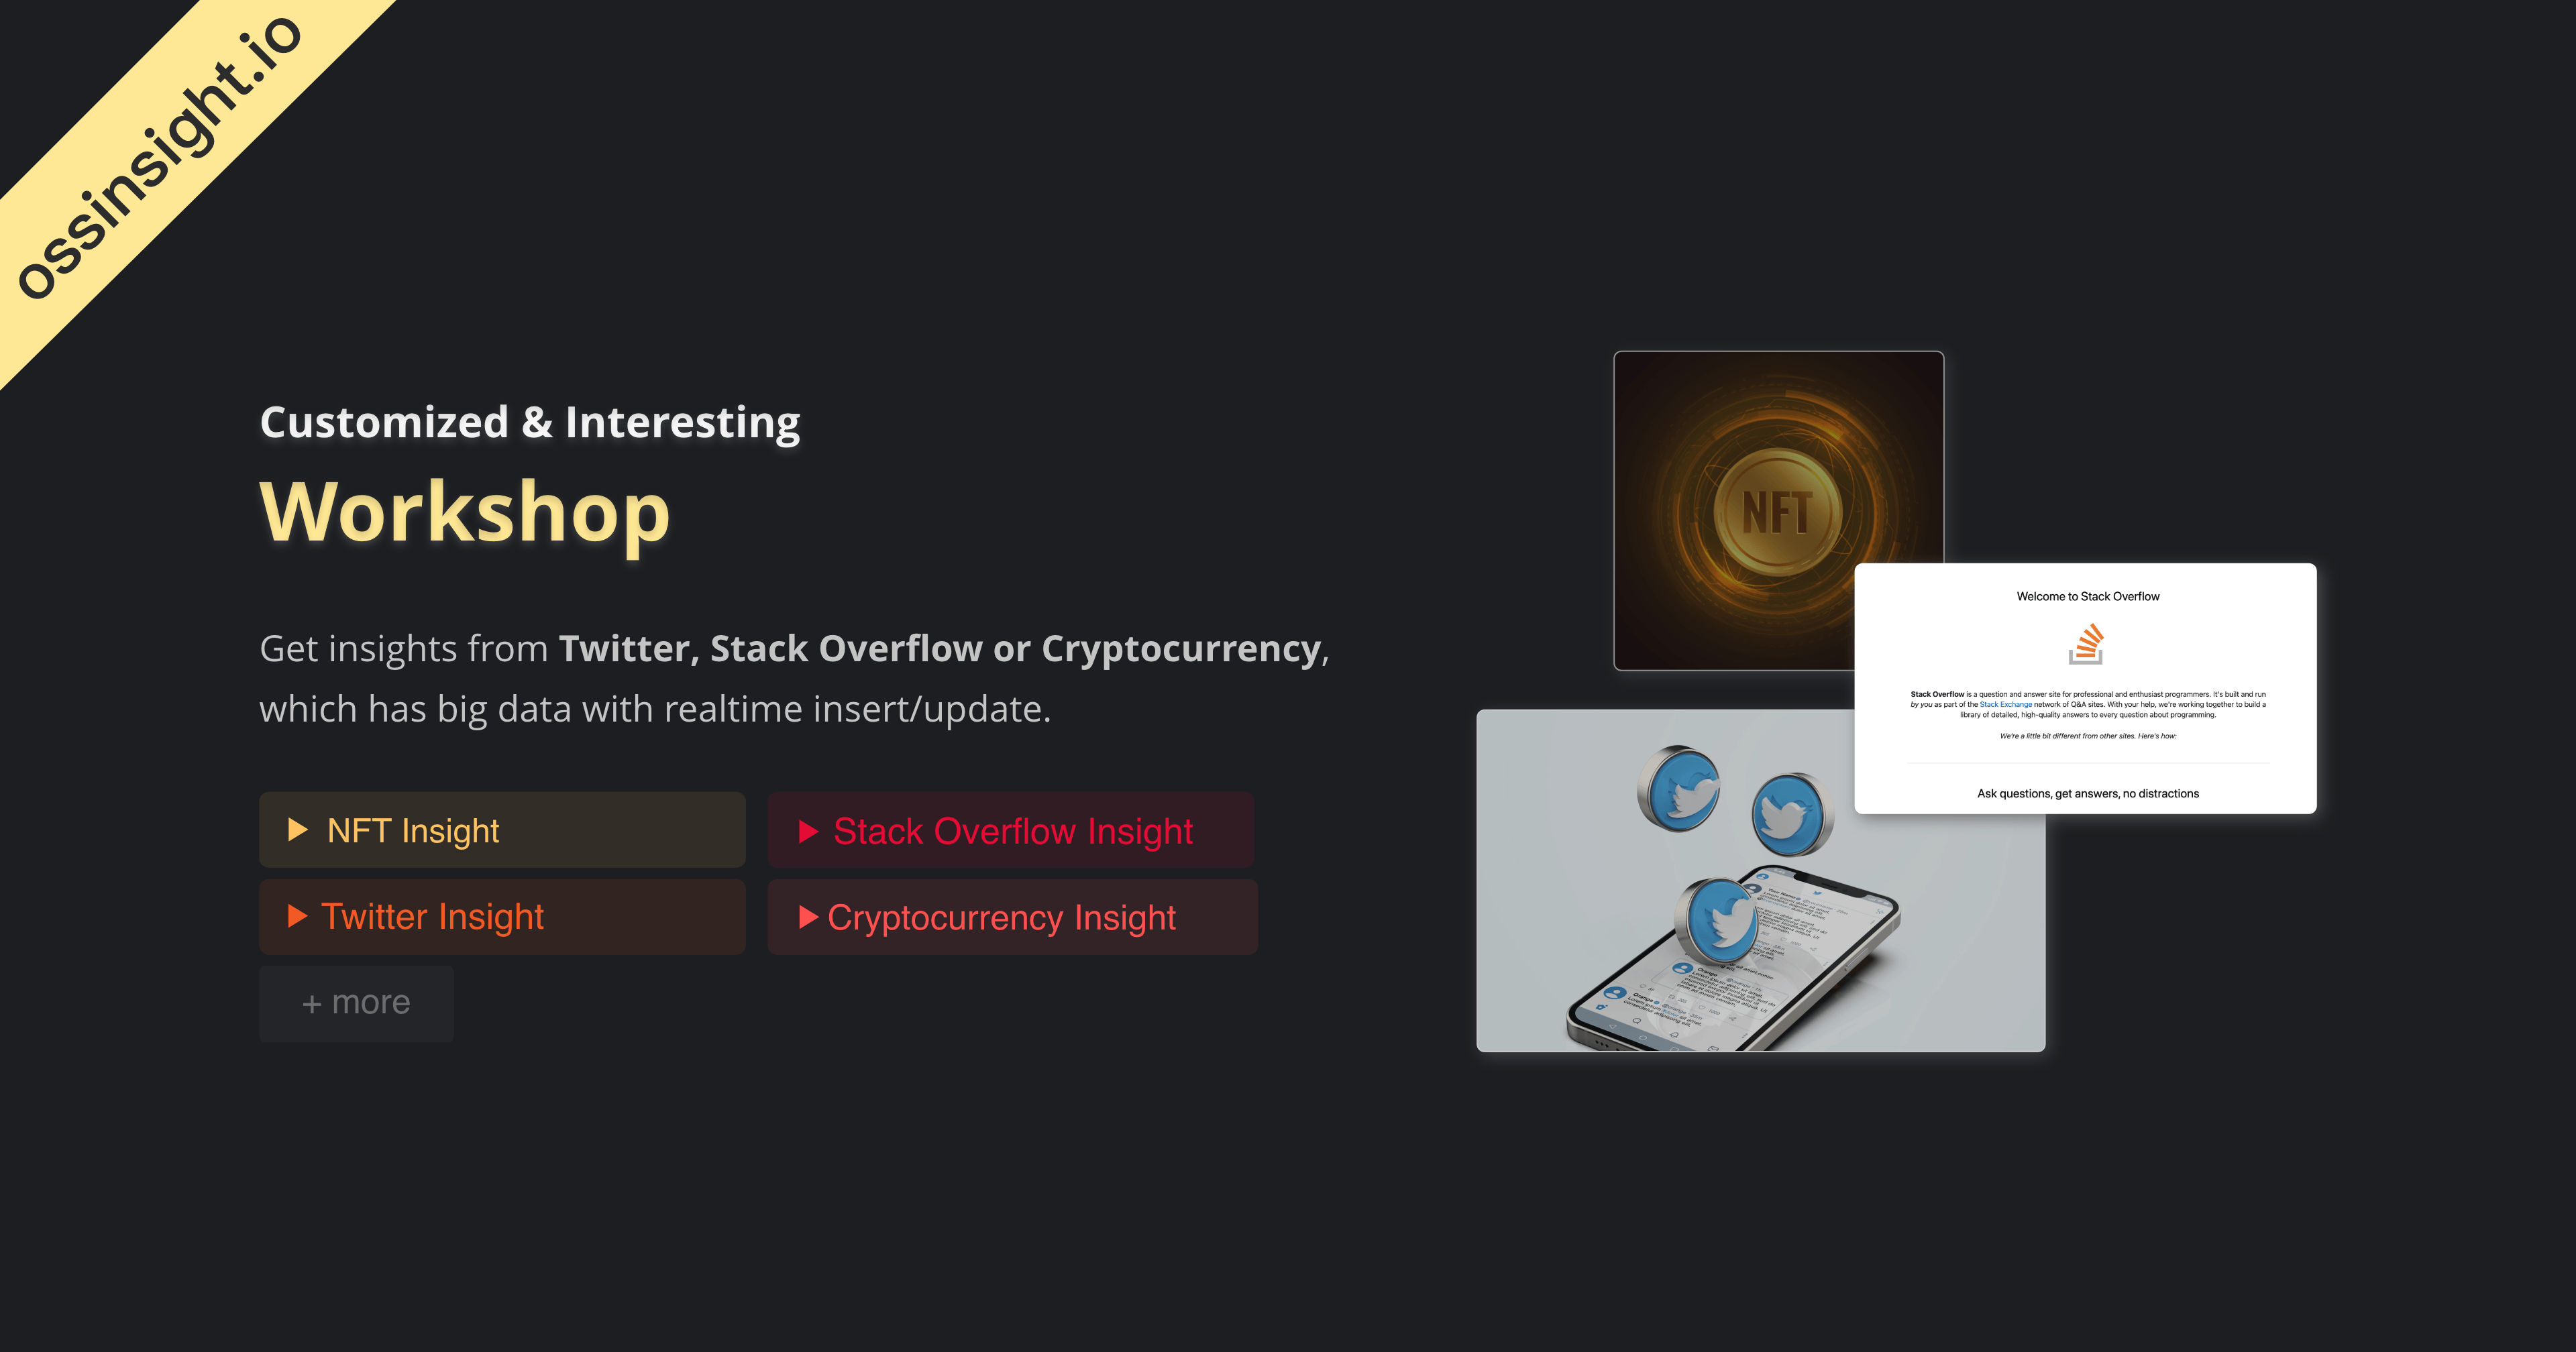 ossinsight.io
Customized & Interesting
Workshop
Get insights from Twitter, Stack Overflow or Cryptocurrency,
which has big data with realtime insert/update.
▶ NFT Insight
▶ Stack Overflow Insight
▶ Twitter Insight
▶ Cryptocurrency Insight
+ more
NFT
Welcome to Stack Overflow
Stack Overflow is a question and answer site for professional and enthusiast programmers. It's built and run
by you as part of the Stack Exchange network of Q&A sites. With your help, we're working together to build a
library of detailed, high-quality answers to every question about programming.
We're a little bit different from other sites. Here's how:
Ask questions, get answers, no distractions
Your Name
Orange
Orange